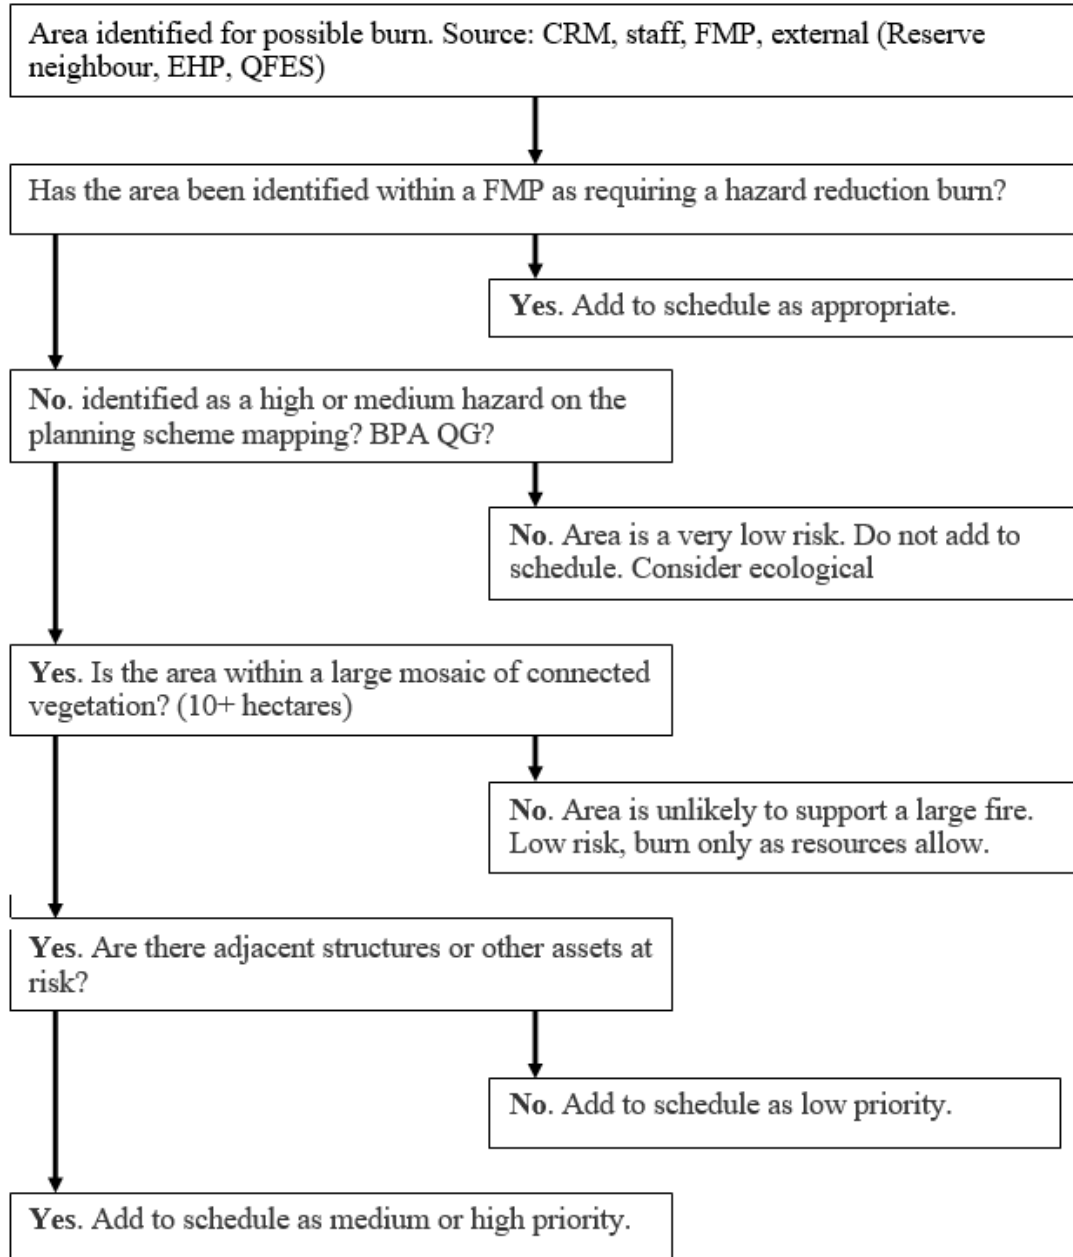 Area identified for possible burn. Source: CRM, staff, FMP, external (Reserve
neighbour, EHP, QFES)
Has the area been identified within a FMP as requiring a hazard reduction burn?
Yes. Add to schedule as appropriate.
No. identified as a high or medium hazard on the
planning scheme mapping? BPA QG?
No. Area is a very low risk. Do not add to
schedule. Consider ecological
Yes. Is the area within a large mosaic of connected
vegetation? (10+ hectares)
No. Area is unlikely to support a large fire.
Low risk, burn only as resources allow.
Yes. Are there adjacent structures or other assets at
risk?
No. Add to schedule as low priority.
Yes. Add to schedule as medium or high priority.